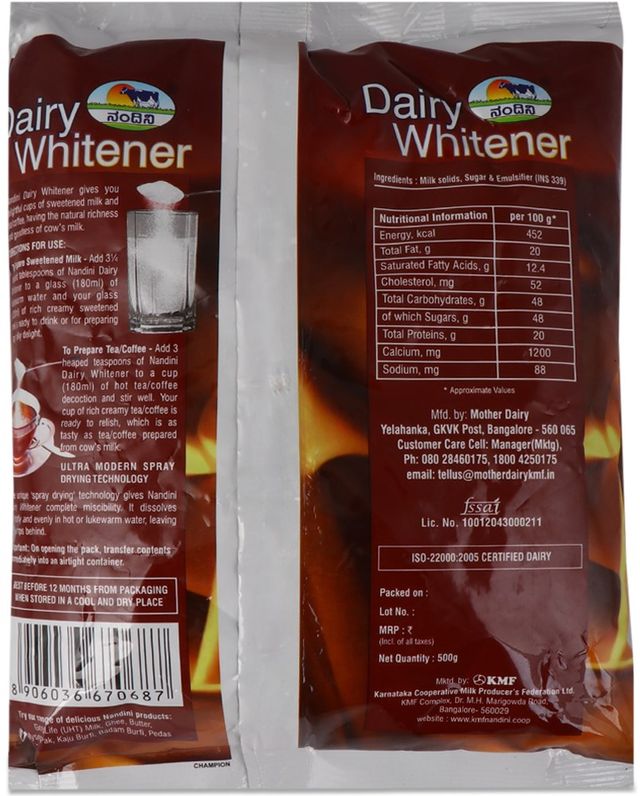 Dairy
ನಂದಿನಿ
Whitener
Dairy Whitener gives you
cups of sweetened milk and
having the natural richness
goodness of cow's milk.
FOR USE:
Sweetened Milk - Add 3½
tablespoons of Nandini Dairy
to a glass (180ml) of
water and your glass
of rich creamy sweetened
ready to drink or for preparing
delight.
To Prepare Tea/Coffee - Add 3
heaped teaspoons of Nandini
Dairy Whitener to a cup
(180ml) of hot tea/coffee
decoction and stir well. Your
cup of rich creamy tea/coffee is
ready to relish, which is as
tasty as tea/coffee prepared
from cow's milk.
ULTRA MODERN SPRAY
DRYING TECHNOLOGY
'spray drying' technology gives Nandini
Whitener complete miscibility. It dissolves
and evenly in hot or lukewarm water, leaving
behind.
On opening the pack, transfer contents
into an airtight container.
BEST BEFORE 12 MONTHS FROM PACKAGING
WHEN STORED IN A COOL AND DRY PLACE
8 906036 670687
Try our range of delicious Nandini products:
(UHT) Milk, Ghee, Butter,
Pak, Kaju Burfi, Badam Burfi, Pedas
CHAMPION
Dairy
ನಂದಿನಿ
Whitener
Ingredients : Milk solids, Sugar & Emulsifier (INS 339)
Nutritional Information per 100 g*
Energy, kcal 452
Total Fat, g 20
Saturated Fatty Acids, g 12.4
Cholesterol, mg 52
Total Carbohydrates, g 48
of which Sugars, g 48
Total Proteins, g 20
Calcium, mg 1200
Sodium, mg 88
* Approximate Values
Mfd. by: Mother Dairy
Yelahanka, GKVK Post, Bangalore - 560 065
Customer Care Cell: Manager(Mktg),
Ph: 080 28460175, 1800 4250175
email: tellus@motherdairykmf.in
fssai
Lic. No. 10012043000211
ISO-22000:2005 CERTIFIED DAIRY
Packed on :
Lot No. :
MRP : ₹
(Incl. of all taxes)
Net Quantity : 500g
Mktd. by: KMF
Karnataka Cooperative Milk Producer's Federation Ltd.
KMF Complex, Dr. M.H. Marigowda Road,
Bangalore- 560029
website : www.kmfnandini.coop